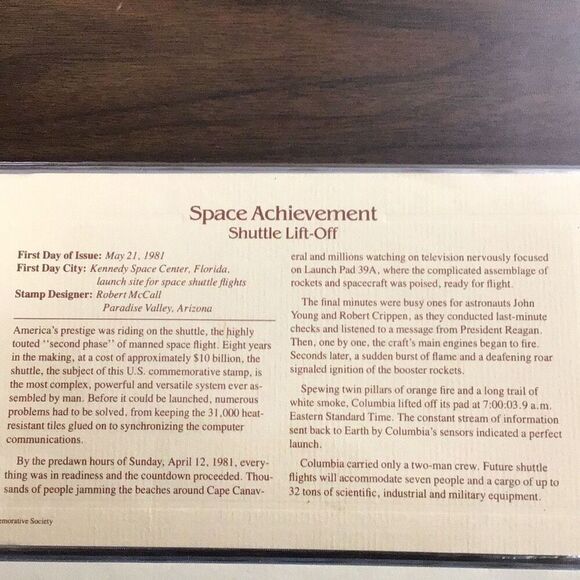 Space Achievement
Shuttle Lift-Off
First Day of Issue: May 21, 1981
First Day City: Kennedy Space Center, Florida,
launch site for space shuttle flights
Stamp Designer: Robert McCall
Paradise Valley, Arizona
America's prestige was riding on the shuttle, the highly
touted "second phase" of manned space flight. Eight years
in the making, at a cost of approximately $10 billion, the
shuttle, the subject of this U.S. commemorative stamp, is
the most complex, powerful and versatile system ever as-
sembled by man. Before it could be launched, numerous
problems had to be solved, from keeping the 31,000 heat-
resistant tiles glued on to synchronizing the computer
communications.
By the predawn hours of Sunday, April 12, 1981, every-
thing was in readiness and the countdown proceeded. Thou-
sands of people jamming the beaches around Cape Canav-
eral and millions watching on television nervously focused
on Launch Pad 39A, where the complicated assemblage of
rockets and spacecraft was poised, ready for flight.
The final minutes were busy ones for astronauts John
Young and Robert Crippen, as they conducted last-minute
checks and listened to a message from President Reagan.
Then, one by one, the craft's main engines began to fire.
Seconds later, a sudden burst of flame and a deafening roar
signaled ignition of the booster rockets.
Spewing twin pillars of orange fire and a long trail of
white smoke, Columbia lifted off its pad at 7:00:03.9 a.m.
Eastern Standard Time. The constant stream of information
sent back to Earth by Columbia's sensors indicated a perfect
launch.
Columbia carried only a two-man crew. Future shuttle
flights will accommodate seven people and a cargo of up to
32 tons of scientific, industrial and military equipment.
emorative Society